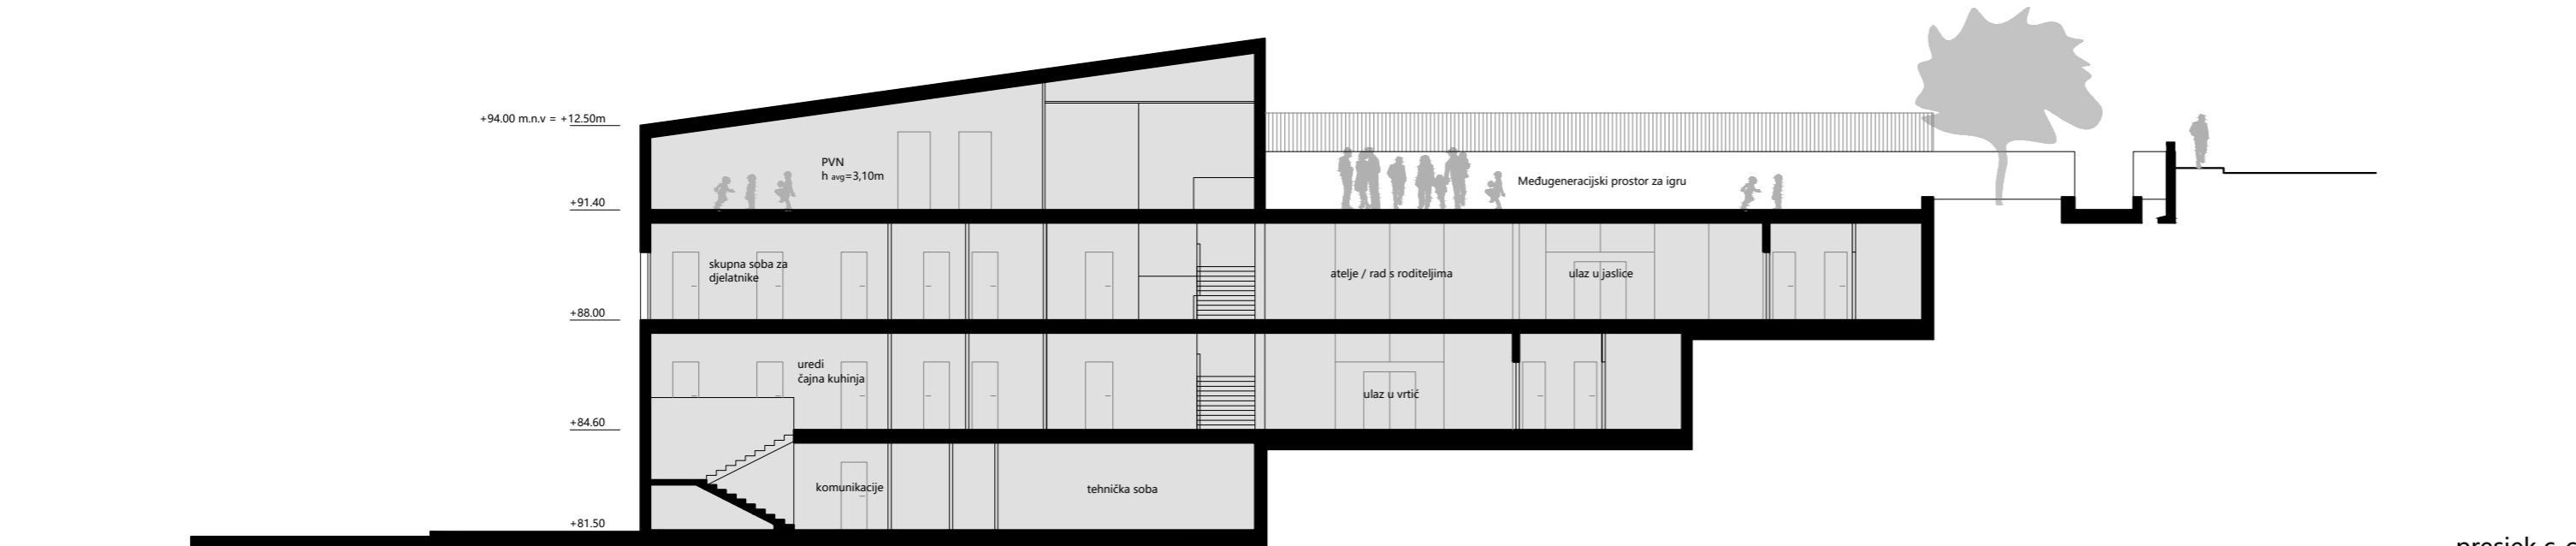 +94.00 m.n.v = +12.50m
PVN
h avg=3,10m
Međugeneracijski prostor za igru
+91.40
skupna soba za
djelatnike
atelje / rad s roditeljima
ulaz u jaslice
+88.00
uredi
čajna kuhinja
ulaz u vrtić
+84.60
komunikacije
tehnička soba
+81.50